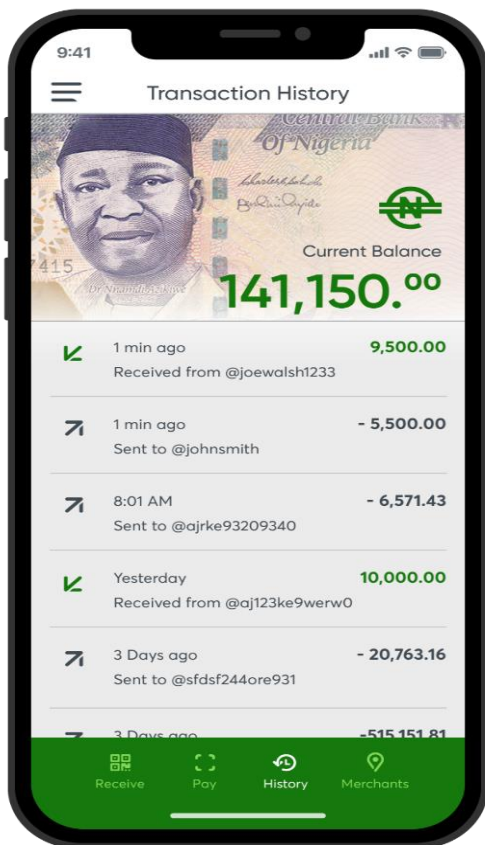 9:41
Transaction History
Central Bank
Of Nigeria
7415
Current Balance
141,150.00
1 min ago
9,500.00
Received from @joewalsh1233
1 min ago
- 5,500.00
Sent to @johnsmith
8:01 AM
- 6,571.43
Sent to @ajrke93209340
Yesterday
10,000.00
Received from @aj123ke9werw0
3 Days ago
- 20,763.16
Sent to @sfdsf244ore931
3 Days ago
-515,151.81
Receive
Pay
History
Merchants